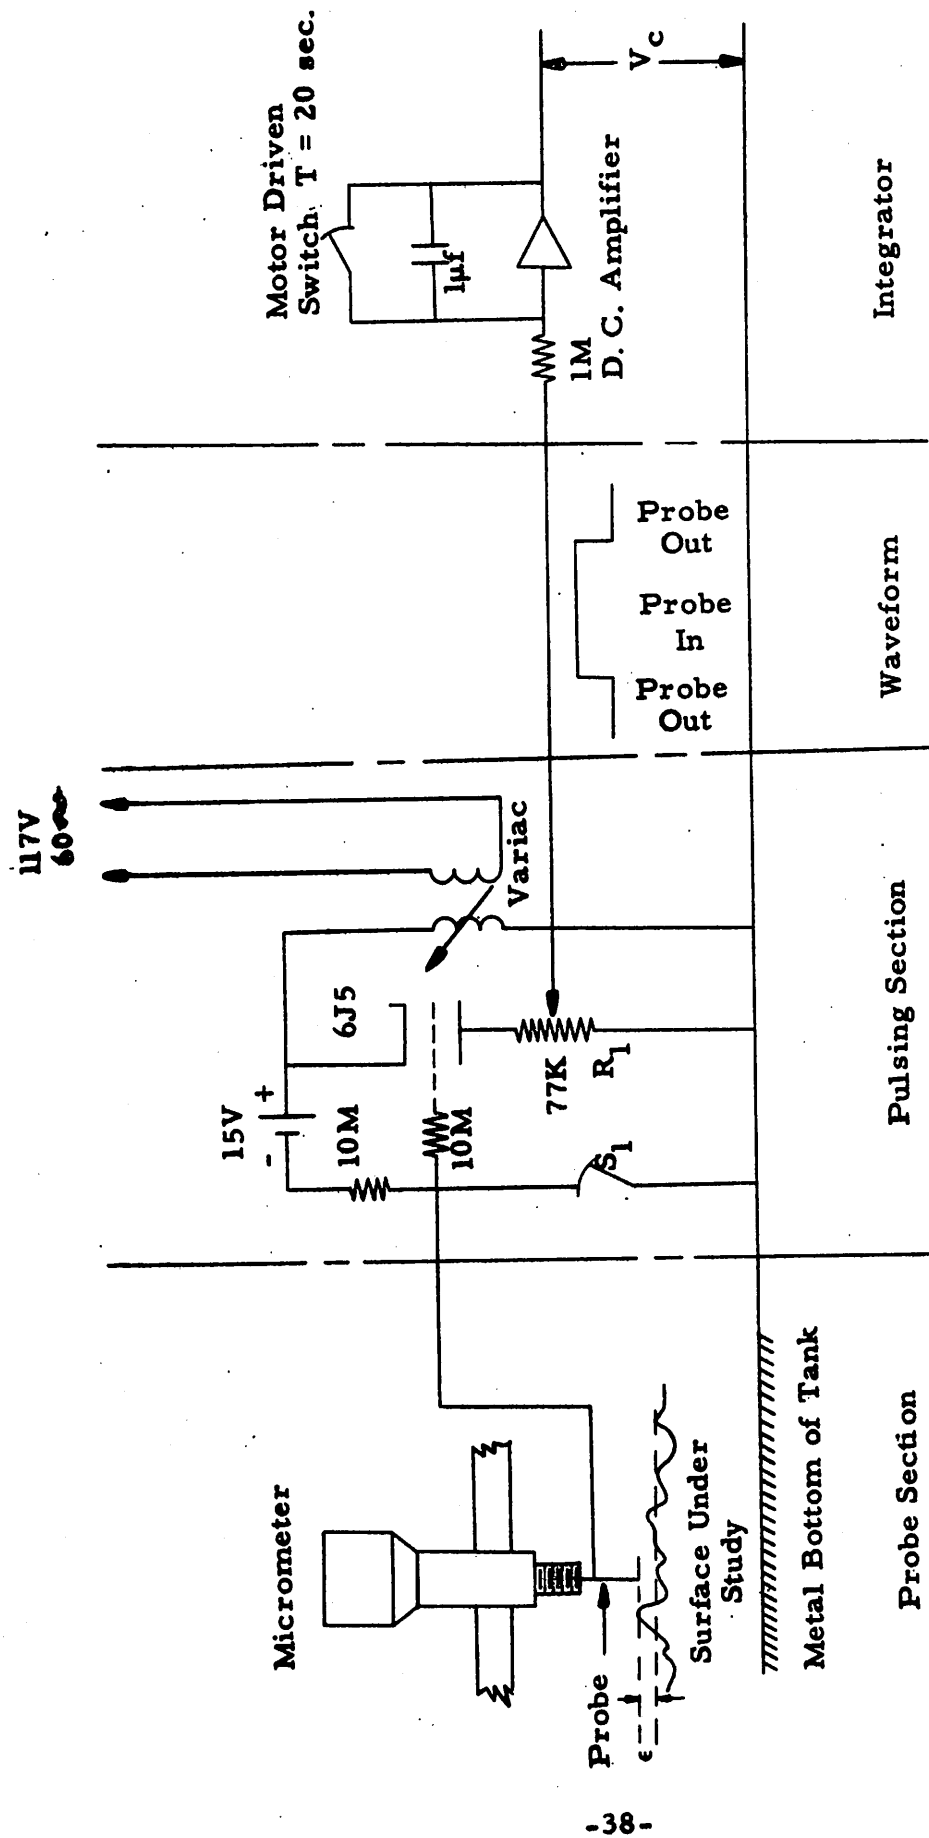 Micrometer
Probe
ϵ
Surface Under
Study
Metal Bottom of Tank
Probe Section
15V
- +
10M
10M
S1
6J5
77K
R1
117V
60~
Variac
Pulsing Section
Probe
Out
Probe
In
Probe
Out
Waveform
Motor Driven
Switch T = 20 sec.
1µf
1M
D. C. Amplifier
Vc
Integrator
-38-